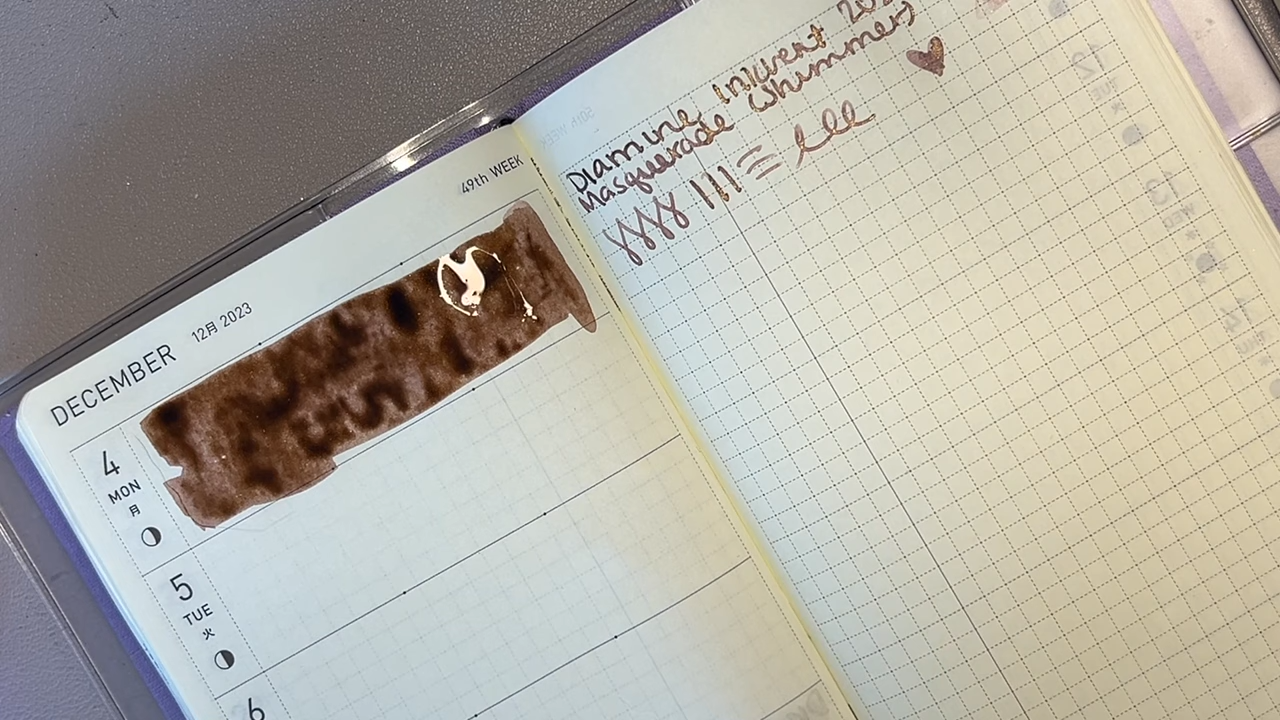 DECEMBER 12月 2023
49th WEEK
4
MON
月
5
TUE
火
6
Diamine Inkvent
Masquerade (shimmer)